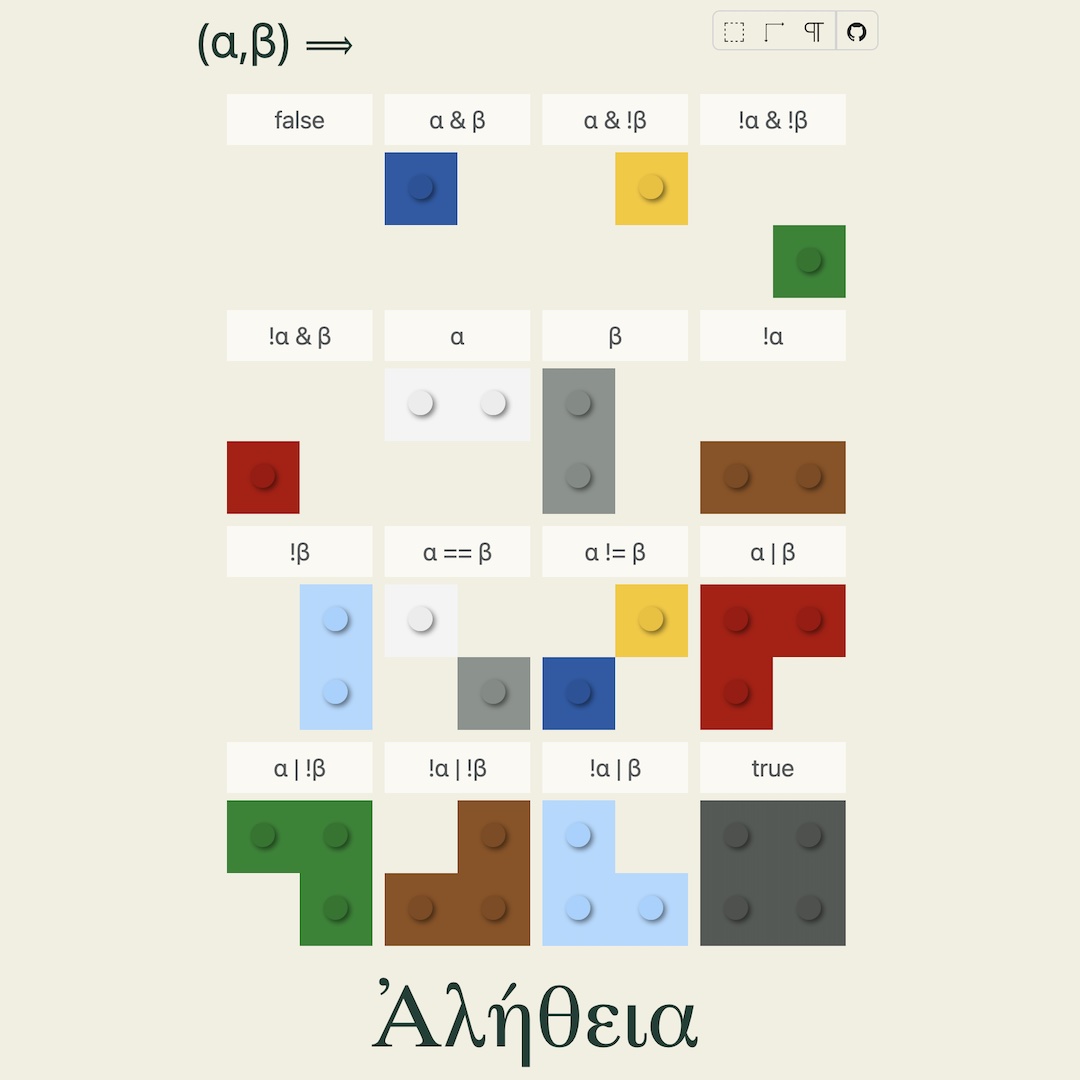 (α,β) ⟹
false α & β α & !β !α & !β
!α & β α β !α
!β α == β α != β α | β
α | !β !α | !β !α | β true
Ἀλήθεια